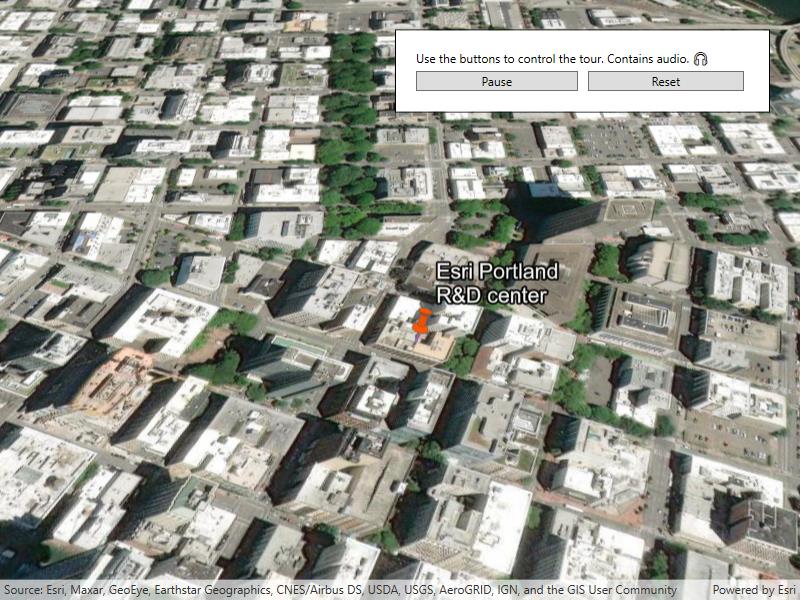 Use the buttons to control the tour. Contains audio.
Pause
Reset
Esri Portland
R&D center
Source: Esri, Maxar, GeoEye, Earthstar Geographics, CNES/Airbus DS, USDA, USGS, AeroGRID, IGN, and the GIS User Community
Powered by Esri